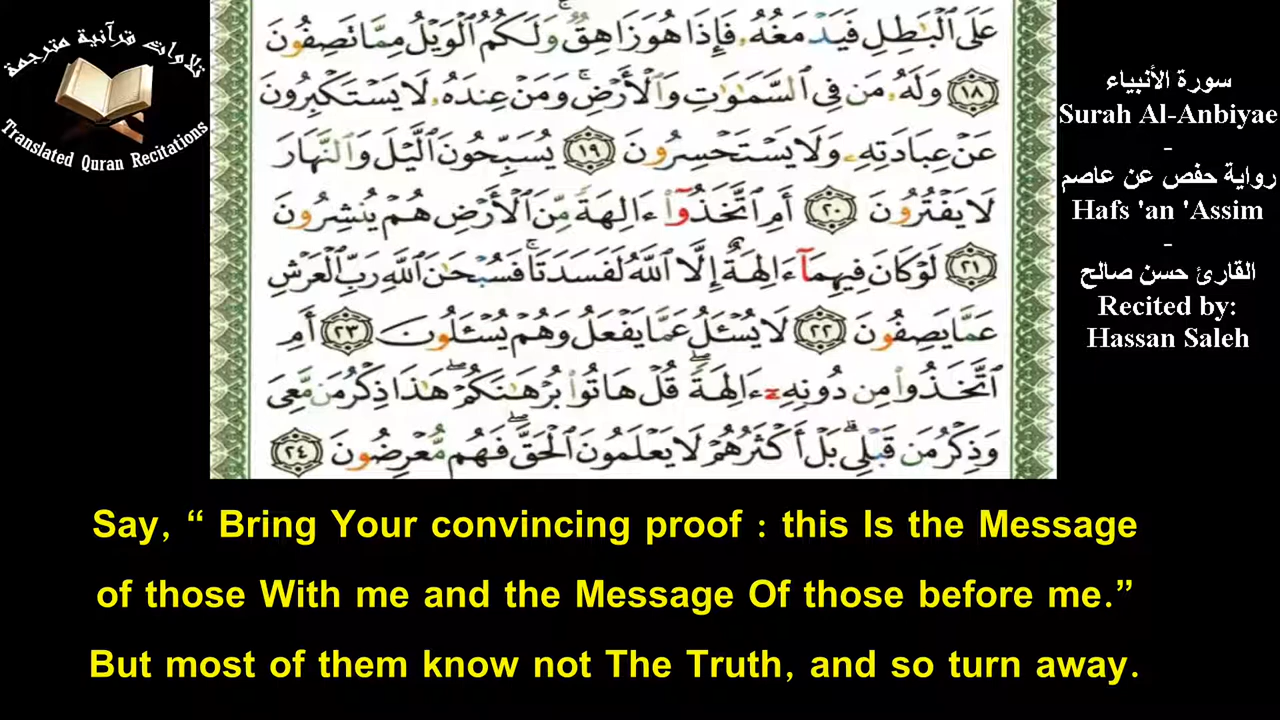 تلاوات قرآنية مترجمة
Translated Quran Recitations
عَلَى ٱلْبَٰطِلِ فَيَدْمَغُهُۥ فَإِذَا هُوَ زَاهِقٌ ۚ وَلَكُمُ ٱلْوَيْلُ مِمَّا تَصِفُونَ
١٨ وَلَهُۥ مَن فِى ٱلسَّمَٰوَٰتِ وَٱلْأَرْضِ ۚ وَمَنْ عِندَهُۥ لَا يَسْتَكْبِرُونَ
عَنْ عِبَادَتِهِۦ وَلَا يَسْتَحْسِرُونَ ١٩ يُسَبِّحُونَ ٱلَّيْلَ وَٱلنَّهَارَ
لَا يَفْتُرُونَ ٢٠ أَمِ ٱتَّخَذُوٓا۟ ءَالِهَةً مِّنَ ٱلْأَرْضِ هُمْ يُنشِرُونَ
٢١ لَوْ كَانَ فِيهِمَآ ءَالِهَةٌ إِلَّا ٱللَّهُ لَفَسَدَتَا ۚ فَسُبْحَٰنَ ٱللَّهِ رَبِّ ٱلْعَرْشِ
عَمَّا يَصِفُونَ ٢٢ لَا يُسْـَٔلُ عَمَّا يَفْعَلُ وَهُمْ يُسْـَٔلُونَ ٢٣ أَمِ
ٱتَّخَذُوا۟ مِن دُونِهِۦٓ ءَالِهَةً ۖ قُلْ هَاتُوا۟ بُرْهَٰنَكُمْ ۖ هَٰذَا ذِكْرُ مَن مَّعِىَ
وَذِكْرُ مَن قَبْلِى ۗ بَلْ أَكْثَرُهُمْ لَا يَعْلَمُونَ ٱلْحَقَّ ۖ فَهُم مُّعْرِضُونَ ٢٤
سورة الأنبياء
Surah Al-Anbiyae
-
رواية حفص عن عاصم
Hafs 'an 'Assim
-
القارئ حسن صالح
Recited by:
Hassan Saleh
Say, “ Bring Your convincing proof : this Is the Message
of those With me and the Message Of those before me.”
But most of them know not The Truth, and so turn away.